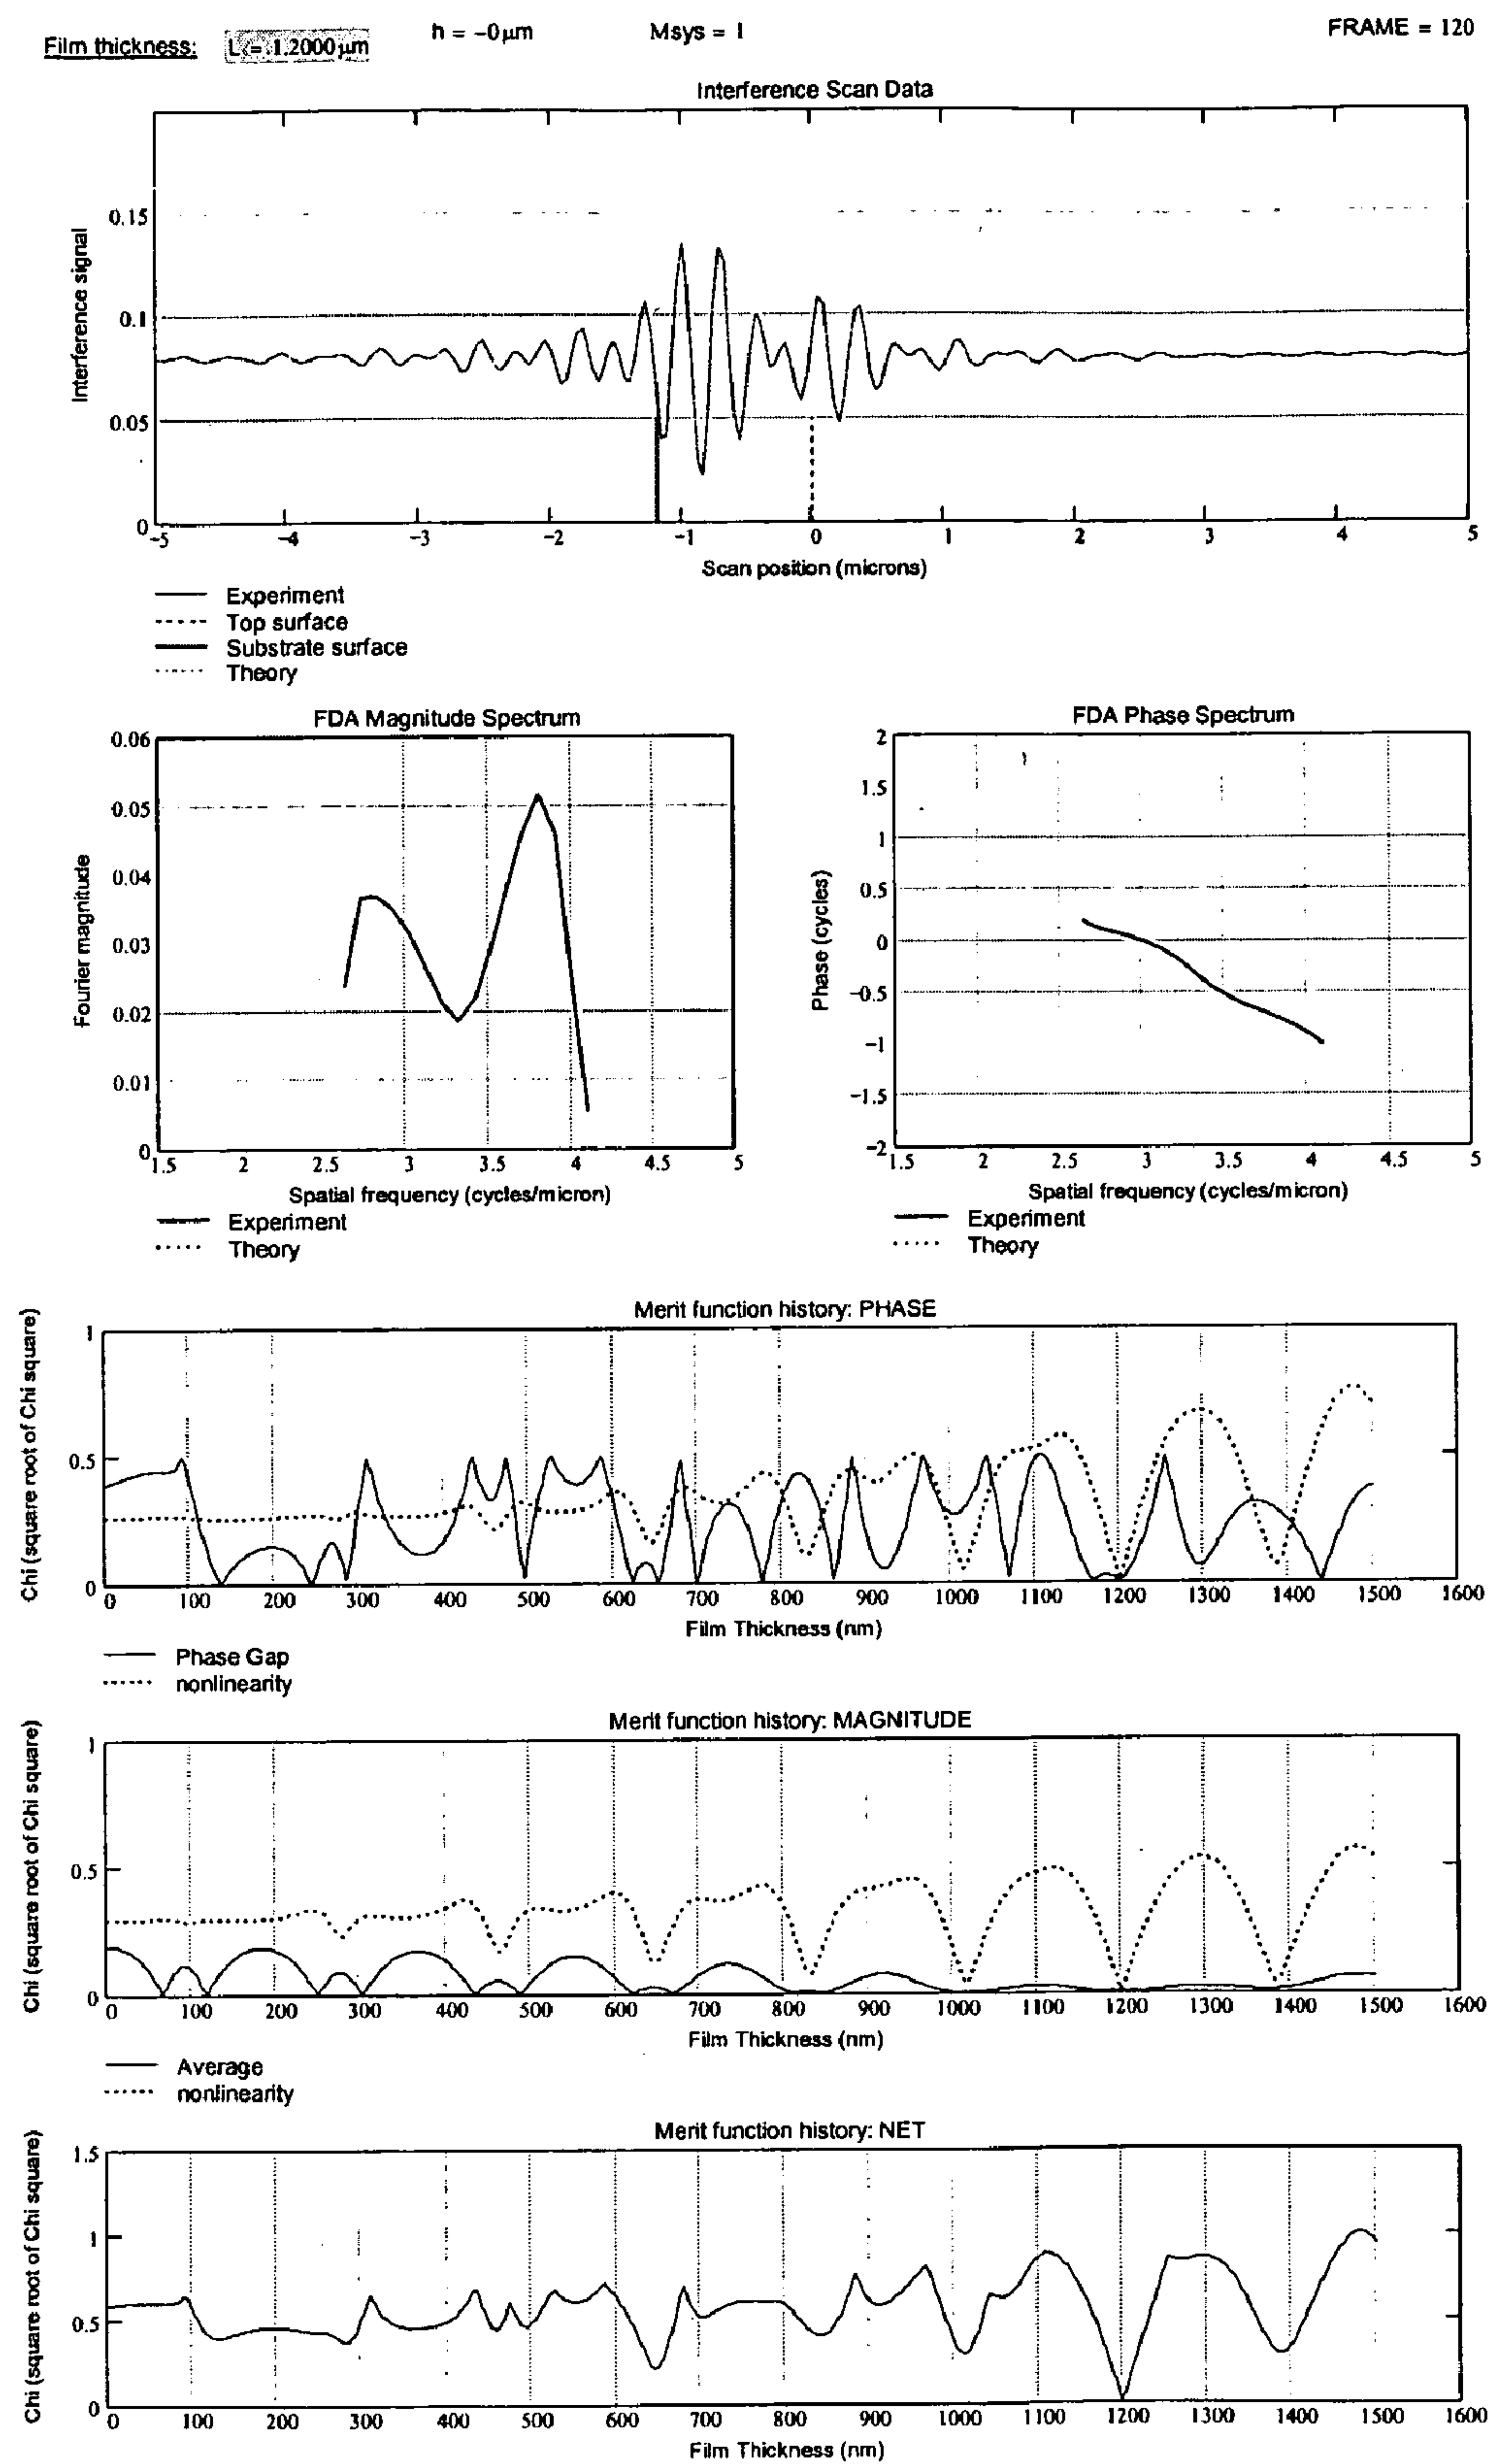 Film thickness: L = 1.2000 µm h = -0 µm Msys = 1 FRAME = 120
Interference Scan Data
Interference signal
0.15
0.1
0.05
0
-5 -4 -3 -2 -1 0 1 2 3 4 5
Scan position (microns)
Experiment
Top surface
Substrate surface
Theory
FDA Magnitude Spectrum
Fourier magnitude
0.06
0.05
0.04
0.03
0.02
0.01
0
1.5 2 2.5 3 3.5 4 4.5 5
Spatial frequency (cycles/micron)
Experiment
Theory
FDA Phase Spectrum
Phase (cycles)
2
1.5
1
0.5
0
-0.5
-1
-1.5
-2
1.5 2 2.5 3 3.5 4 4.5 5
Spatial frequency (cycles/micron)
Experiment
Theory
Merit function history: PHASE
Chi (square root of Chi square)
1
0.5
0
0 100 200 300 400 500 600 700 800 900 1000 1100 1200 1300 1400 1500 1600
Film Thickness (nm)
Phase Gap
nonlinearity
Merit function history: MAGNITUDE
Chi (square root of Chi square)
1
0.5
0
0 100 200 300 400 500 600 700 800 900 1000 1100 1200 1300 1400 1500 1600
Film Thickness (nm)
Average
nonlinearity
Merit function history: NET
Chi (square root of Chi square)
1.5
1
0.5
0
0 100 200 300 400 500 600 700 800 900 1000 1100 1200 1300 1400 1500 1600
Film Thickness (nm)